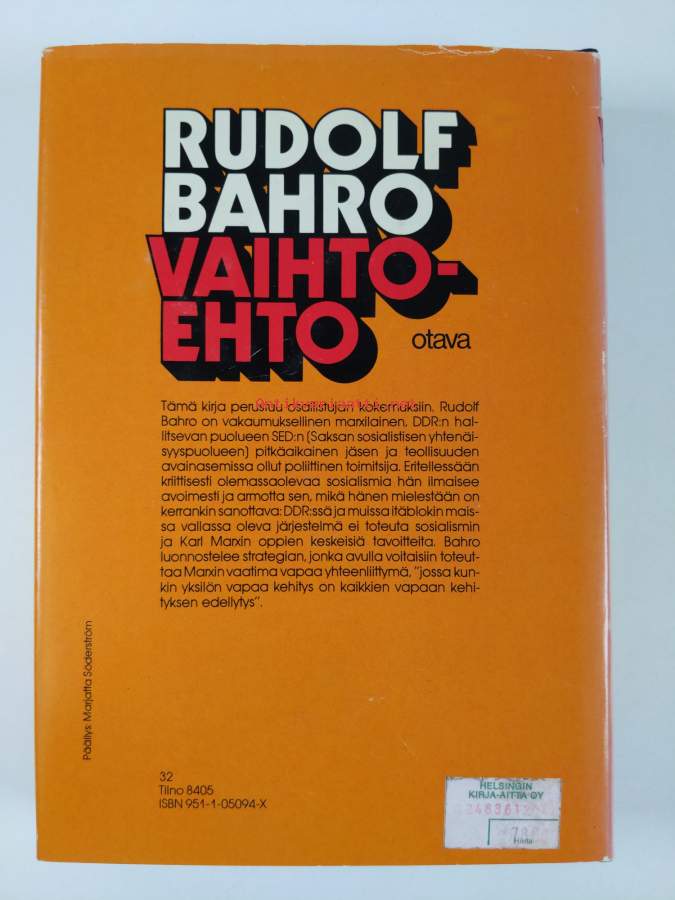 RUDOLF
BAHRO
VAIHTO-
EHTO
otava
Antikvariaatti.net
Tämä kirja perustuu osallistujan kokemuksiin. Rudolf
Bahro on vakaumuksellinen marxilainen, DDR:n hal-
litsevan puolueen SED:n (Saksan sosialistisen yhtenäi-
syyspuolueen) pitkäaikainen jäsen ja teollisuuden
avainasemissa ollut poliittinen toimitsija. Eritellessään
kriittisesti olemassaolevaa sosialismia hän ilmaisee
avoimesti ja armotta sen, mikä hänen mielestään on
kerrankin sanottava: DDR:ssä ja muissa itäblokin mais-
sa vallassa oleva järjestelmä ei toteuta sosialismin
ja Karl Marxin oppien keskeisiä tavoitteita. Bahro
luonnostelee strategian, jonka avulla voitaisiin toteut-
taa Marxin vaatima vapaa yhteenliittymä, "jossa kun-
kin yksilön vapaa kehitys on kaikkien vapaan kehi-
tyksen edellytys".
Päällys: Marjatta Söderström
32
Tilno 8405
ISBN 951-1-05094-X
HELSINGIN
KIRJA-AITTA OY
Hinta